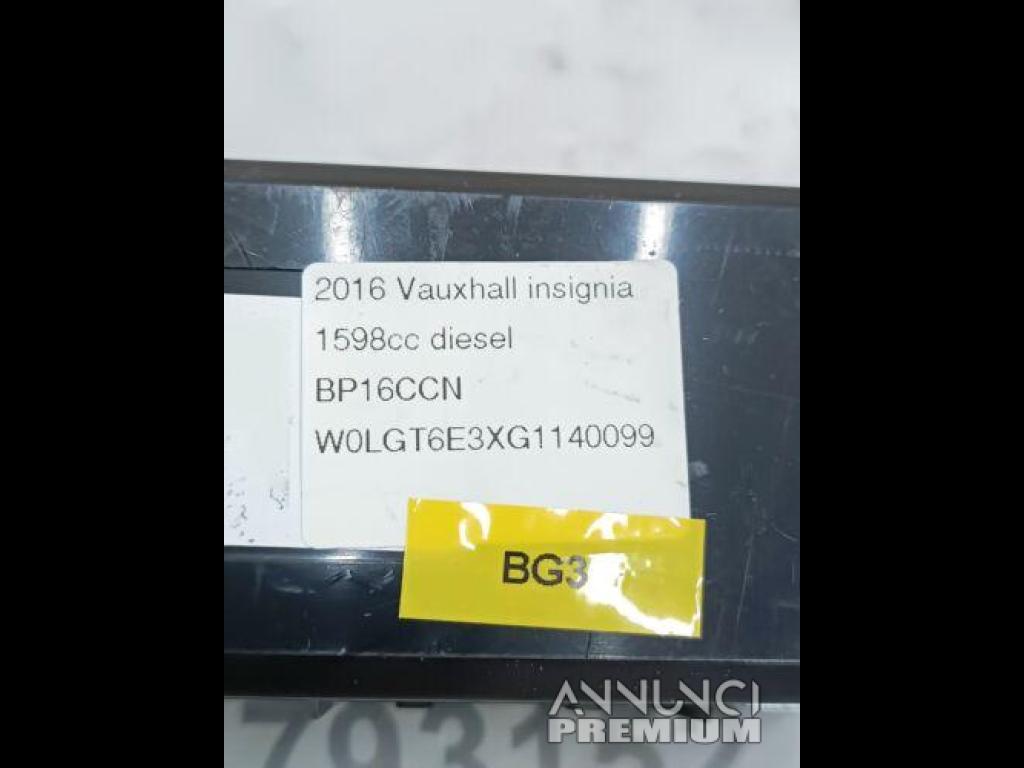 2016 Vauxhall insignia
1598cc diesel
BP16CCN
W0LGT6E3XG1140099
BG3
ANNUNCI
PREMIUM